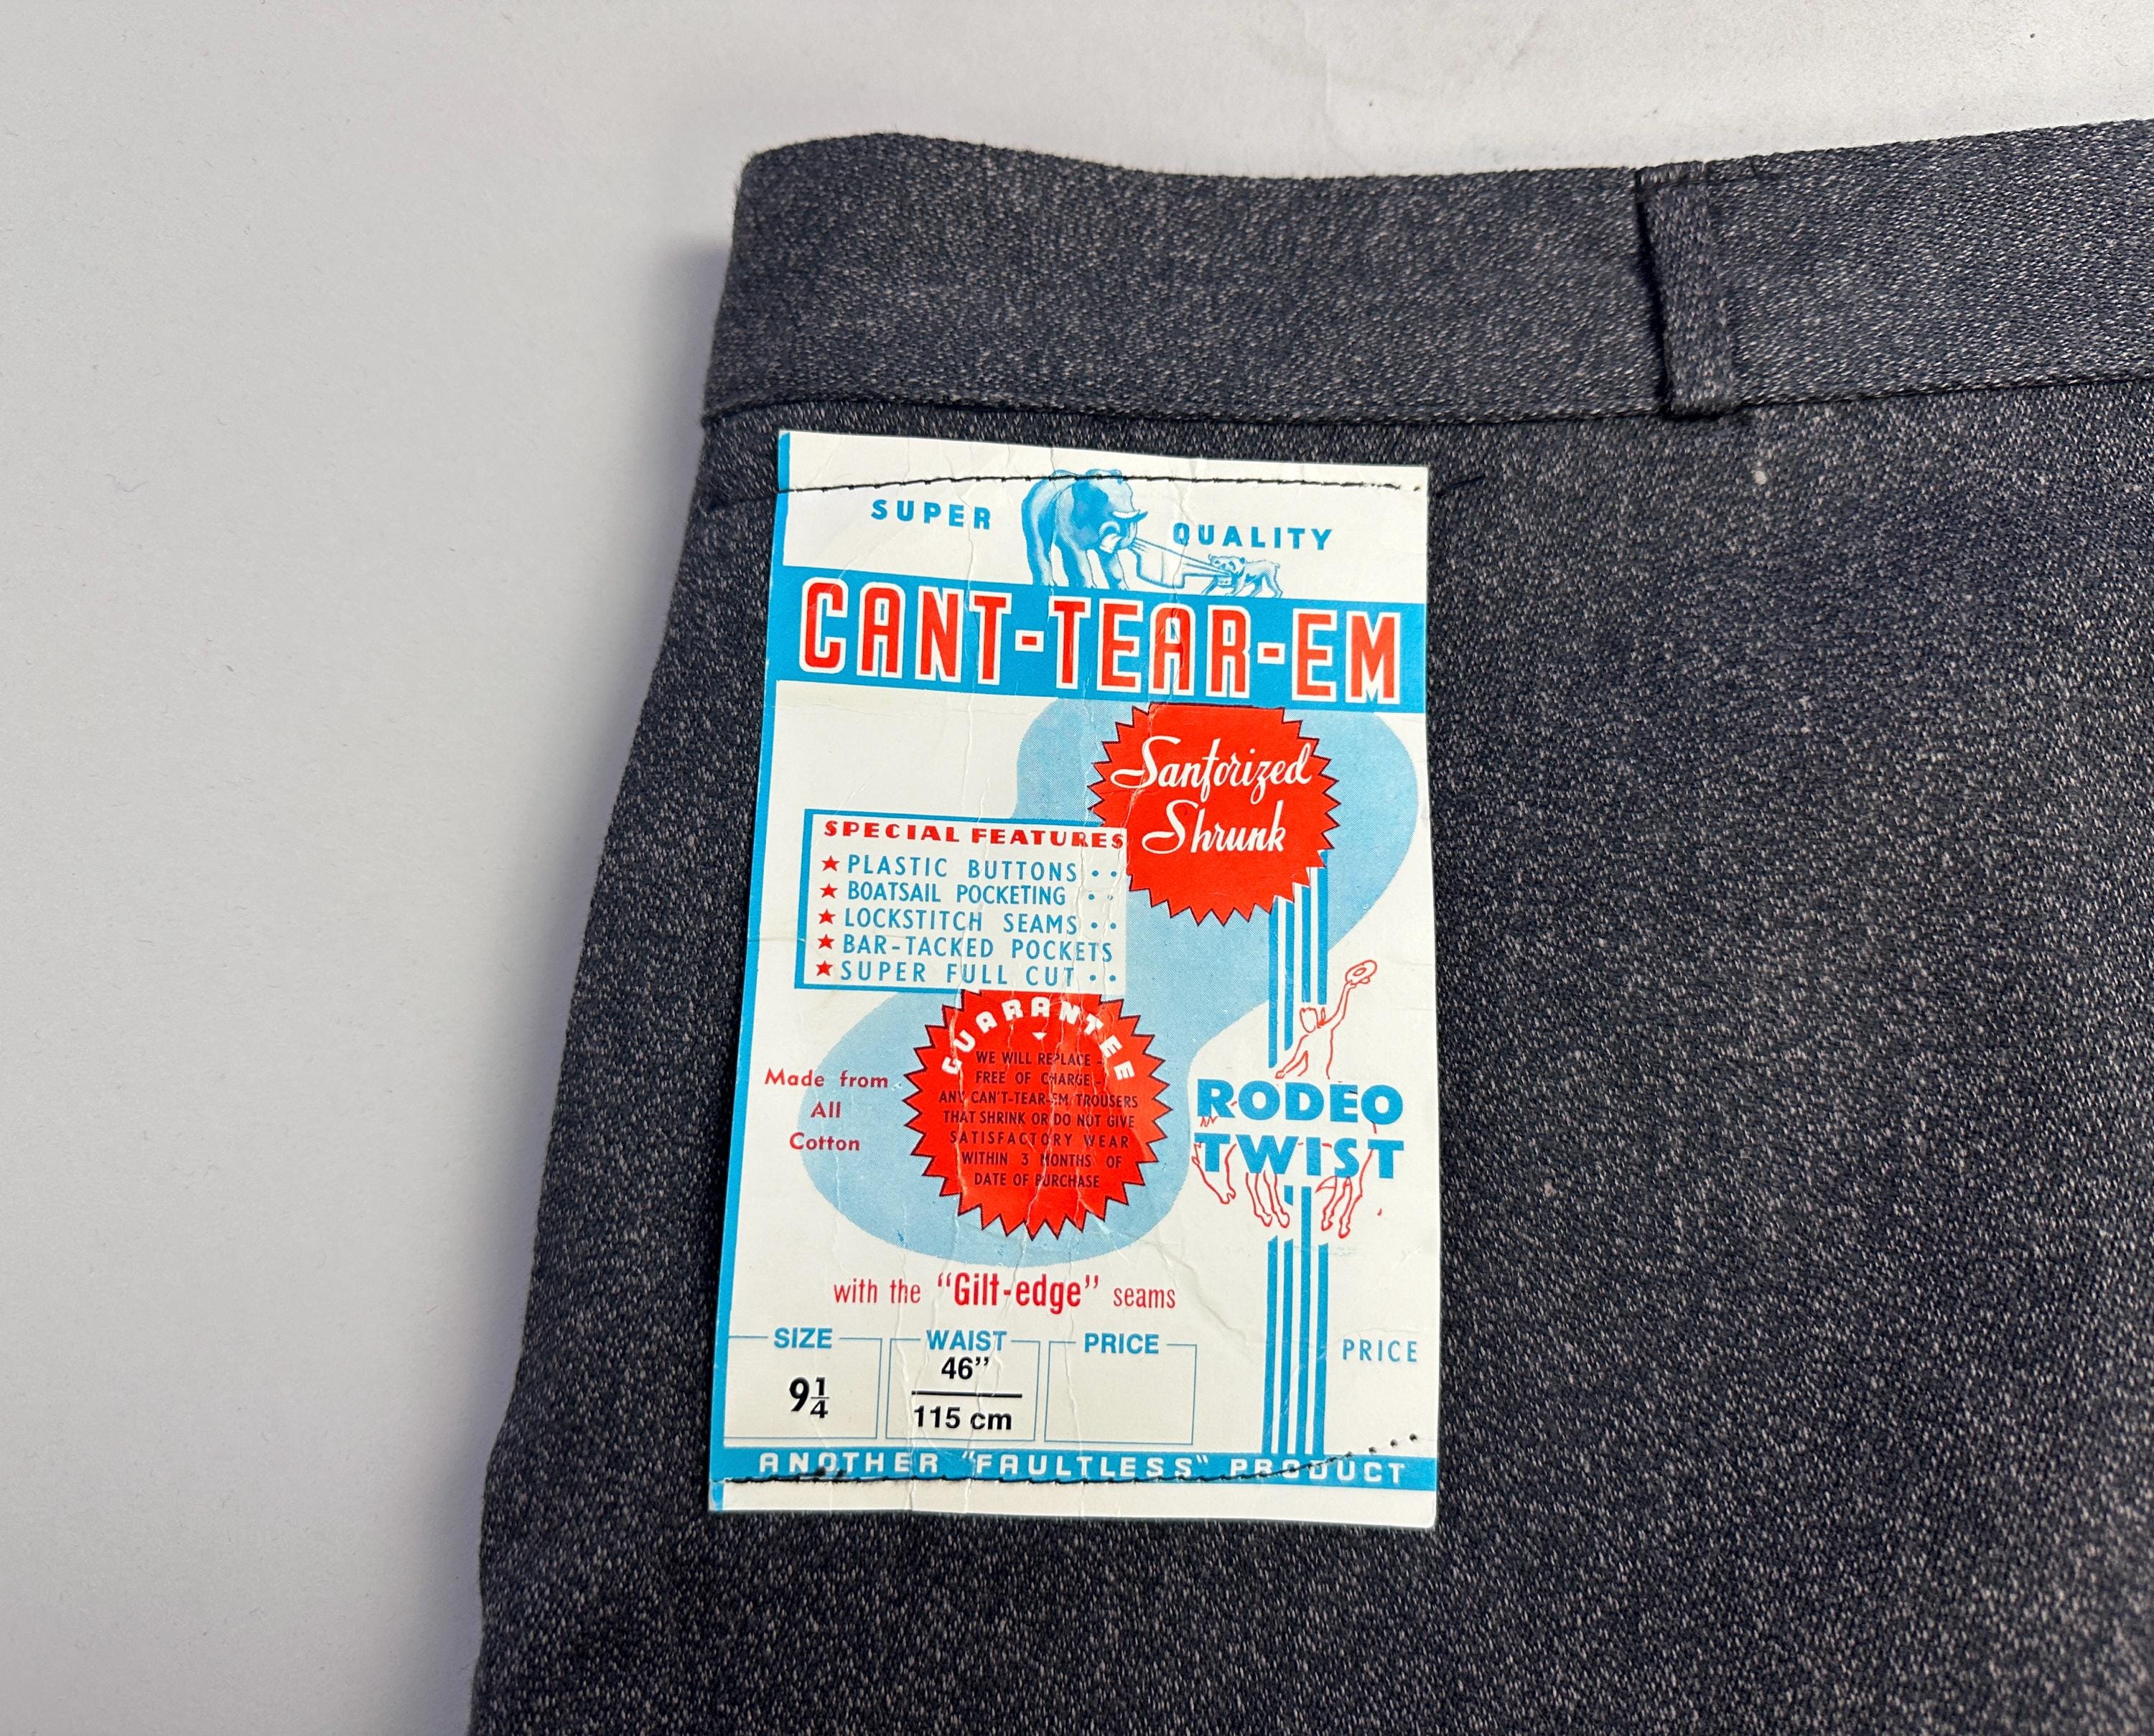 SUPER QUALITY
CANT-TEAR-EM
Sanforized
Shrunk
SPECIAL FEATURES
★ PLASTIC BUTTONS • •
★ BOATSAIL POCKETING • •
★ LOCKSTITCH SEAMS • •
★ BAR-TACKED POCKETS
★ SUPER FULL CUT • •
GUARANTEE
WE WILL REPLACE -
FREE OF CHARGE -
ANY CAN'T-TEAR-EM TROUSERS
THAT SHRINK OR DO NOT GIVE
SATISFACTORY WEAR
WITHIN 3 MONTHS OF
DATE OF PURCHASE
Made from
All
Cotton
RODEO
TWIST
with the "Gilt-edge" seams
SIZE WAIST PRICE PRICE
9 1/4 46” 
115 cm
ANOTHER "FAULTLESS" PRODUCT